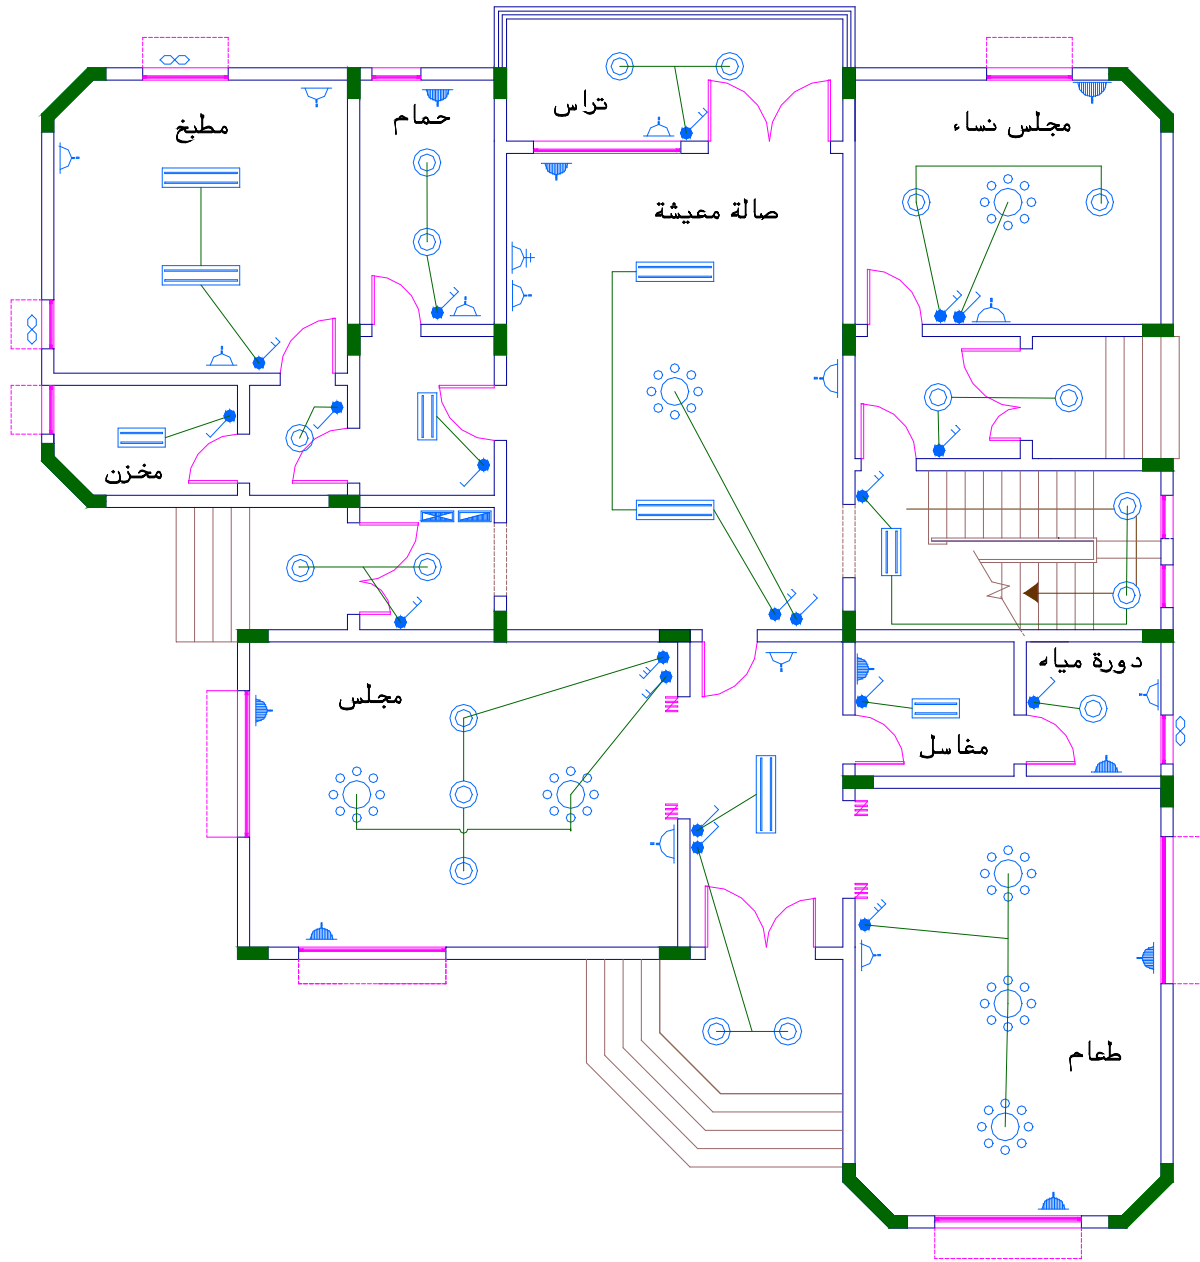 تراس
حمام
مطبخ
مجلس نساء
صالة معيشة
مخزن
دورة مياه
مجلس
مغاسل
طعام